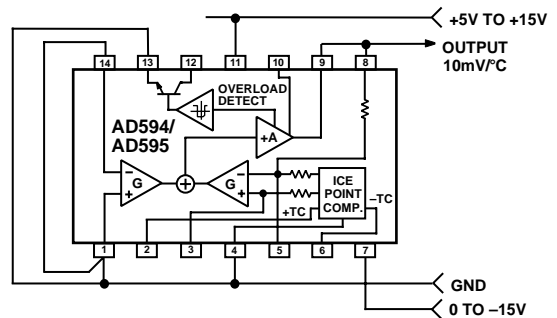 +5V TO +15V
OUTPUT
10mV/°C
14 13 12 11 10 9 8
OVERLOAD
DETECT
AD594/
AD595
+A
– G +
– G +
ICE
POINT
COMP.
–TC
+TC
1 2 3 4 5 6 7
GND
0 TO –15V